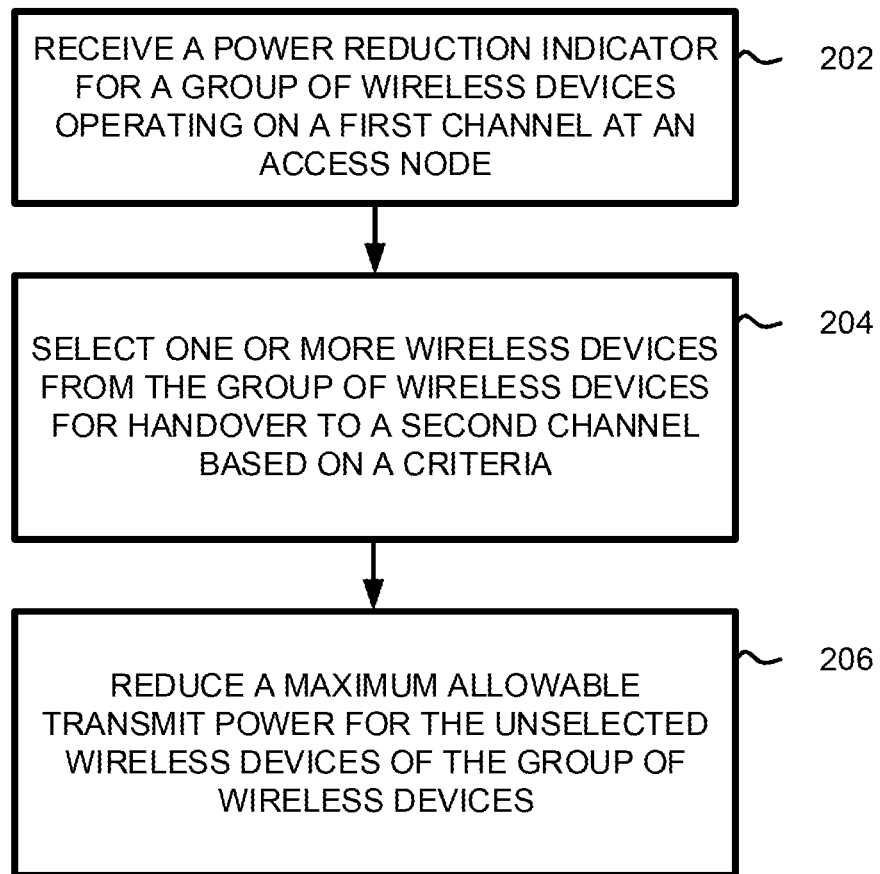 RECEIVE A POWER REDUCTION INDICATOR
FOR A GROUP OF WIRELESS DEVICES
OPERATING ON A FIRST CHANNEL AT AN
ACCESS NODE
202
SELECT ONE OR MORE WIRELESS DEVICES
FROM THE GROUP OF WIRELESS DEVICES
FOR HANDOVER TO A SECOND CHANNEL
BASED ON A CRITERIA
204
REDUCE A MAXIMUM ALLOWABLE
TRANSMIT POWER FOR THE UNSELECTED
WIRELESS DEVICES OF THE GROUP OF
WIRELESS DEVICES
206